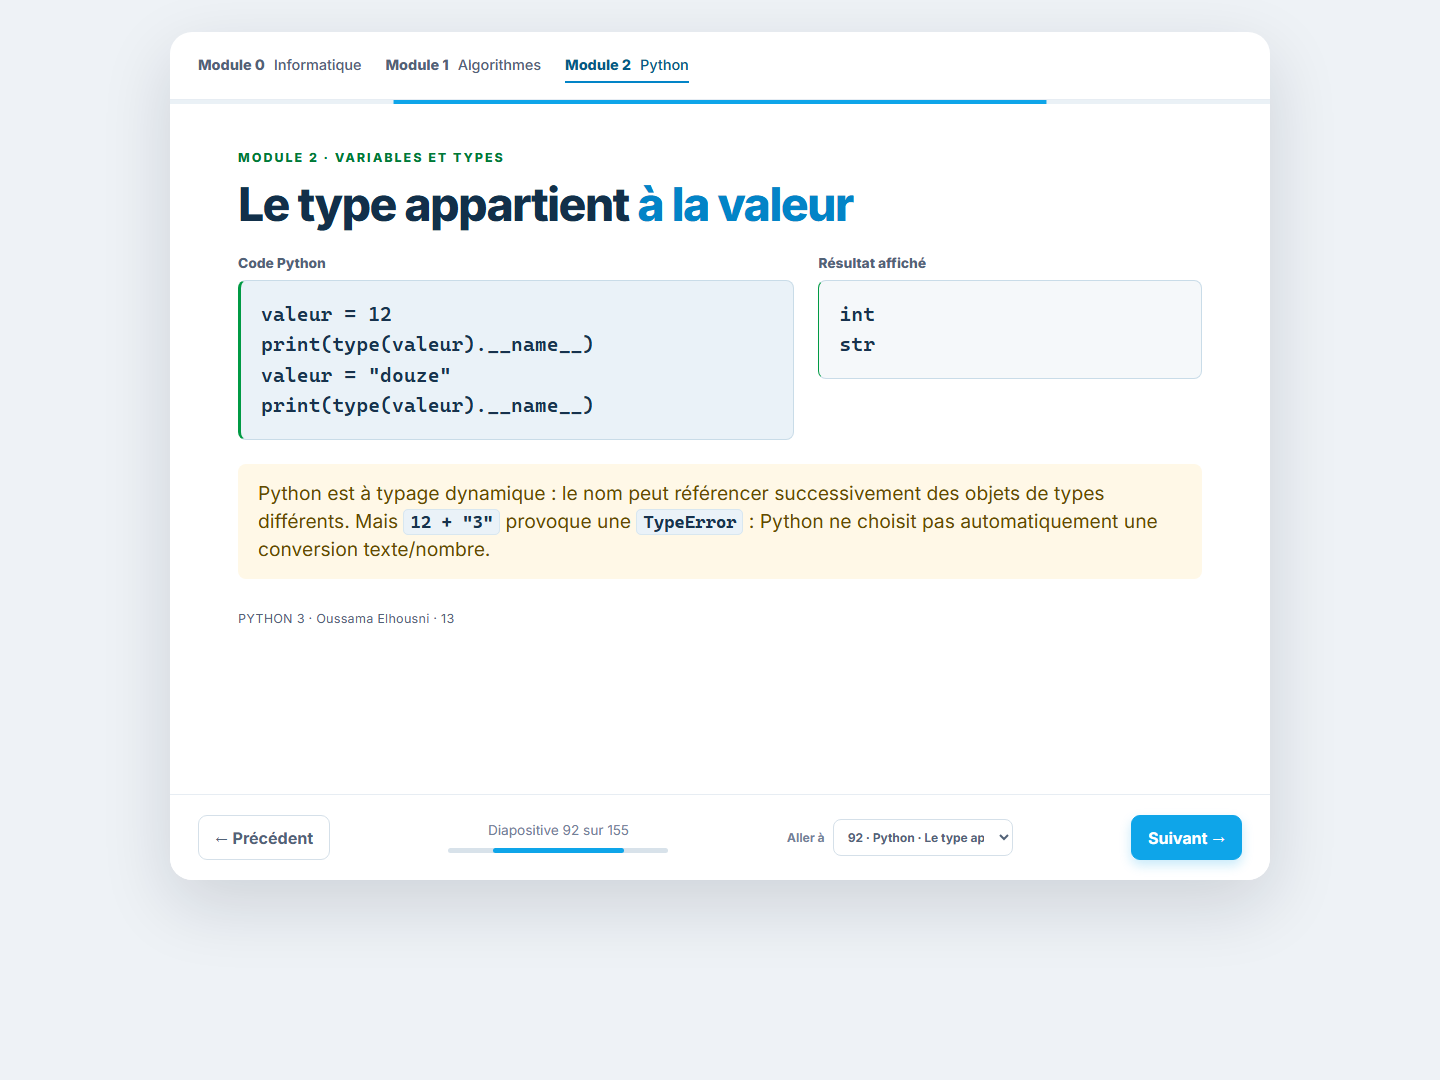 Module 0 Informatique Module 1 Algorithmes Module 2 Python
MODULE 2 · VARIABLES ET TYPES
Le type appartient à la valeur
Code Python
valeur = 12
print(type(valeur).__name__)
valeur = "douze"
print(type(valeur).__name__)
Résultat affiché
int
str
Python est à typage dynamique : le nom peut référencer successivement des objets de types
différents. Mais 12 + "3" provoque une TypeError : Python ne choisit pas automatiquement une
conversion texte/nombre.
PYTHON 3 · Oussama Elhousni · 13
← Précédent
Diapositive 92 sur 155
Aller à
92 · Python · Le type ap
Suivant →